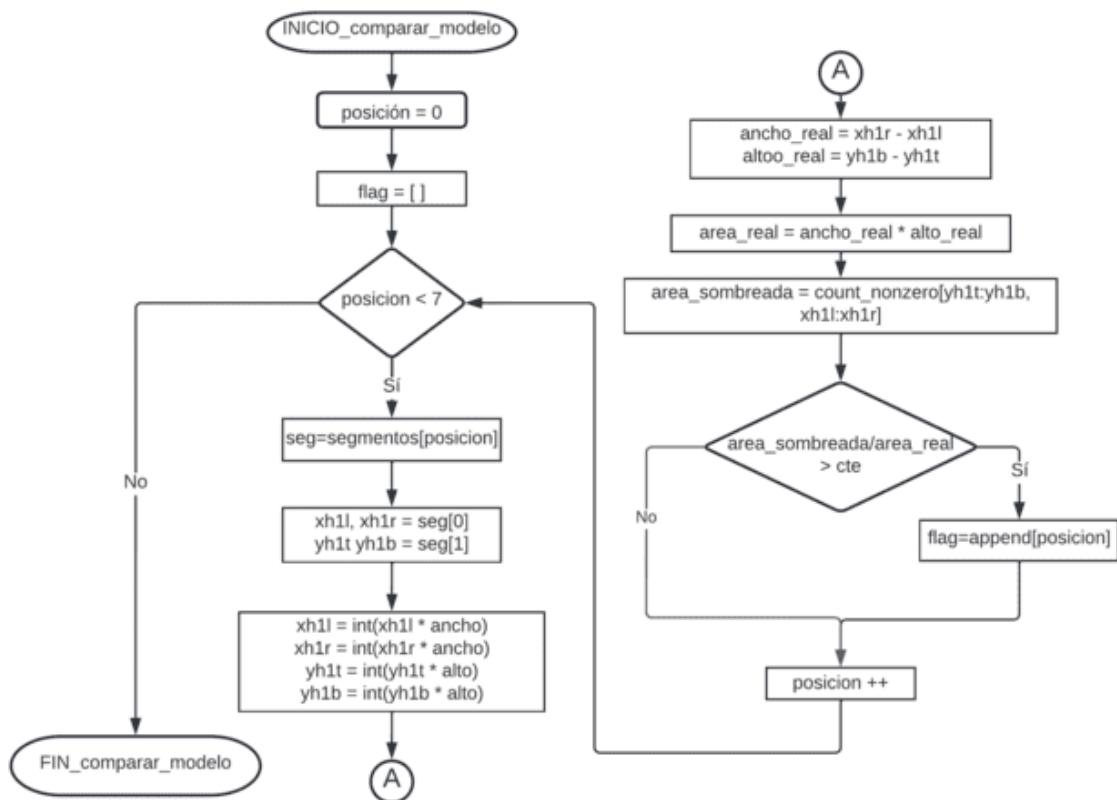 INICIO_comparar_modelo
posición = 0
flag = [ ]
posicion < 7
Sí
No
seg=segmentos[posicion]
xh1l, xh1r = seg[0]
yh1t yh1b = seg[1]
xh1l = int(xh1l * ancho)
xh1r = int(xh1r * ancho)
yh1t = int(yh1t * alto)
yh1b = int(yh1b * alto)
FIN_comparar_modelo
A
A
ancho_real = xh1r - xh1l
altoo_real = yh1b - yh1t
area_real = ancho_real * alto_real
area_sombreada = count_nonzero[yh1t:yh1b,
xh1l:xh1r]
area_sombreada/area_real
> cte
Sí
No
flag=append[posicion]
posicion ++